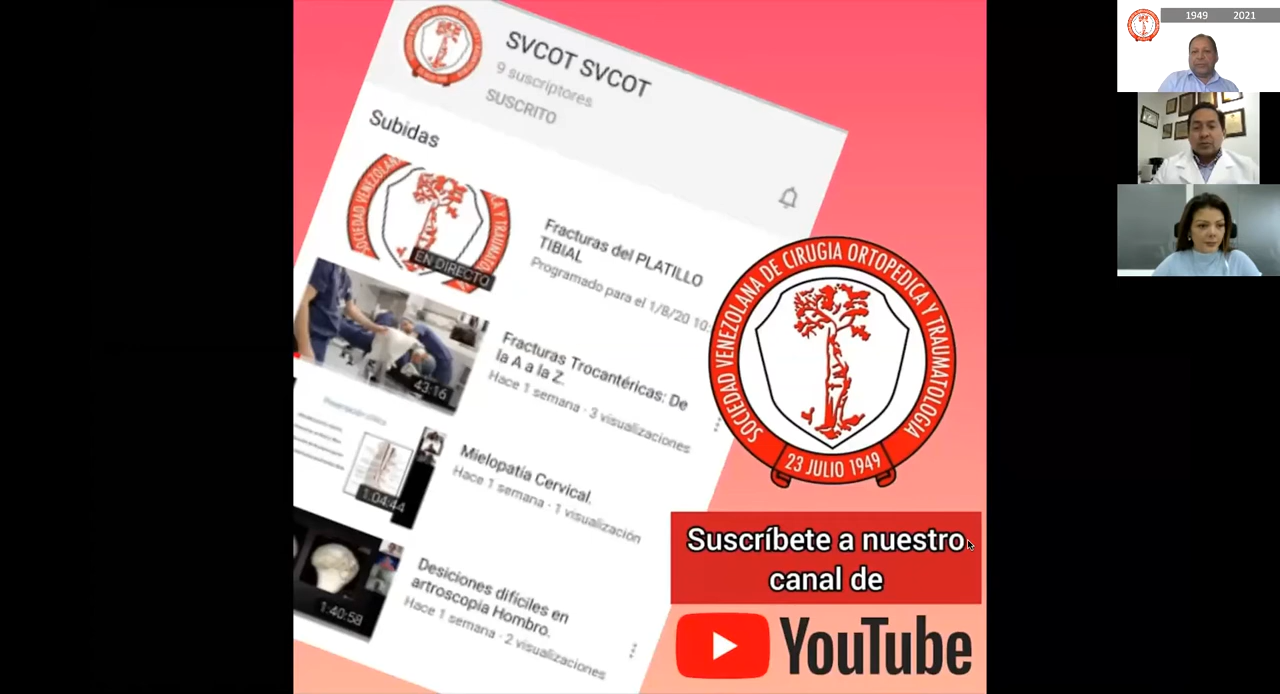 SVCOT SVCOT
9 suscriptores
SUSCRITO
Subidas
EN DIRECTO
Fracturas del PLATILLO
TIBIAL
Programado para el 1/8/20 10:
43:16
Fracturas Trocantéricas: De
la A a la Z.
Hace 1 semana · 3 visualizaciones
1:04:44
Mielopatía Cervical.
Hace 1 semana · 1 visualización
1:40:58
Desiciones difíciles en
artroscopia Hombro.
Hace 1 semana · 2 visualizaciones
SOCIEDAD VENEZOLANA DE CIRUGIA ORTOPEDICA Y TRAUMATOLOGIA
23 JULIO 1949
Suscríbete a nuestro
canal de
YouTube
1949 2021